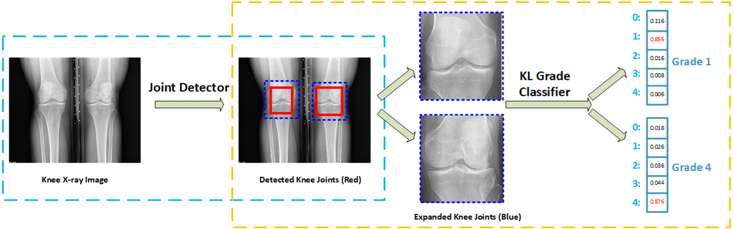 Joint Detector
Knee X-ray Image
Detected Knee Joints (Red)
Expanded Knee Joints (Blue)
KL Grade
Classifier
0: 0.116
1: 0.855
2: 0.016
3: 0.008
4: 0.006
Grade 1
0: 0.018
1: 0.026
2: 0.036
3: 0.044
4: 0.876
Grade 4